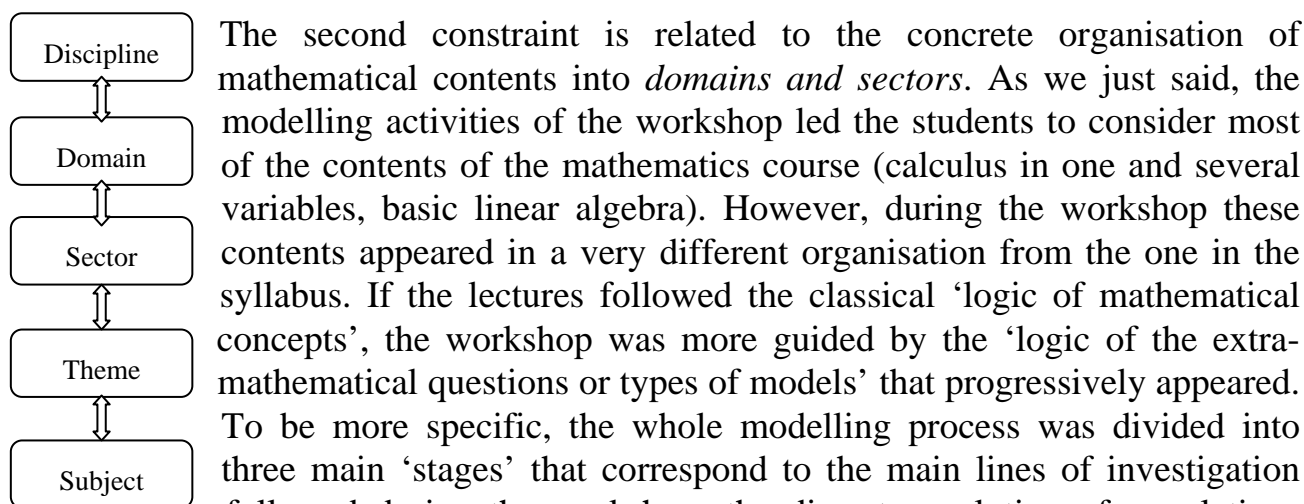 Discipline
Domain
Sector
Theme
Subject
The second constraint is related to the concrete organisation of
mathematical contents into domains and sectors. As we just said, the
modelling activities of the workshop led the students to consider most
of the contents of the mathematics course (calculus in one and several
variables, basic linear algebra). However, during the workshop these
contents appeared in a very different organisation from the one in the
syllabus. If the lectures followed the classical ‘logic of mathematical
concepts’, the workshop was more guided by the ‘logic of the extra-
mathematical questions or types of models’ that progressively appeared.
To be more specific, the whole modelling process was divided into
three main ‘stages’ that correspond to the main lines of investigation